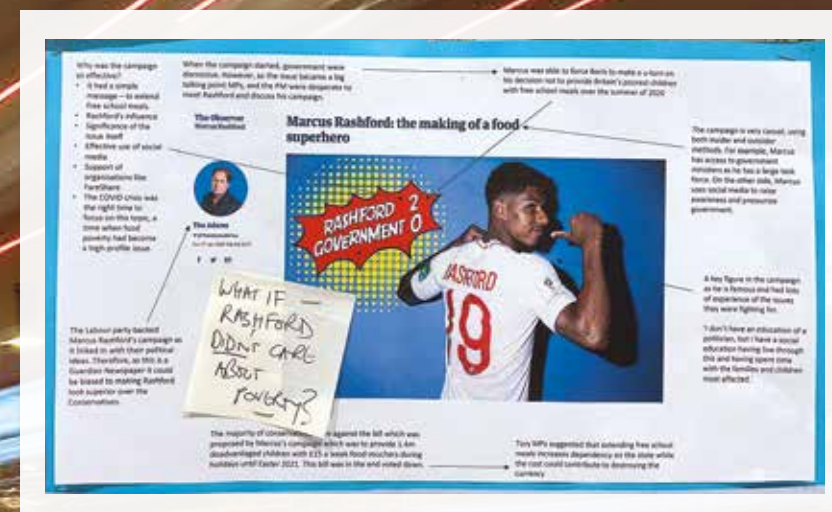 Why was the campaign
so effective?
• It had a simple
message – to extend
free school meals.
• Rashford's influence
• Significance of the
issue itself
• Effective use of social
media
• Support of
organisations like
FareShare
• The COVID crisis was
the right time to
focus on this topic, a
time when food
poverty had become
a high-profile issue.
When the campaign started, government were
dismissive. However, as the issue became a big
talking point MPs, and the PM were desperate to
meet Rashford and discuss his campaign.
Marcus was able to force Boris to make a u-turn on
his decision not to provide Britain's poorest children
with free school meals over the summer of 2020
The Observer
Marcus Rashford
Marcus Rashford: the making of a food
superhero
Tim Adams
RASHFORD 2
GOVERNMENT 0
RASHFORD
19
WHAT IF
RASHFORD
DIDNT CARE
ABOUT
POVERTY?
The campaign is very casual, using
both insider and outsider
methods. For example, Marcus
has access to government
ministers as he has a large task
force. On the other side, Marcus
uses social media to raise
awareness and pressurize
government.
A key figure in the campaign
as he is famous and had lots
of experience of the issues
they were fighting for.
'I don't have an education of a
politician, but I have a social
education having live through
this and having spent time
with the families and children
most affected.
The Labour party backed
Marcus Rashford's campaign as
it linked in with their political
ideas. Therefore, as this is a
Guardian Newspaper it could
be biased to making Rashford
look superior over the
Conservatives.
The majority of against the bill which was
proposed by Marcus's campaign which was to provide 1.4m
disadvantaged children with £15 a week food vouchers during
holidays until Easter 2021. This bill was in the end voted down.
Tory MPs suggested that extending free school
meals increases dependency on the state while
the cost could contribute to destroying the
currency